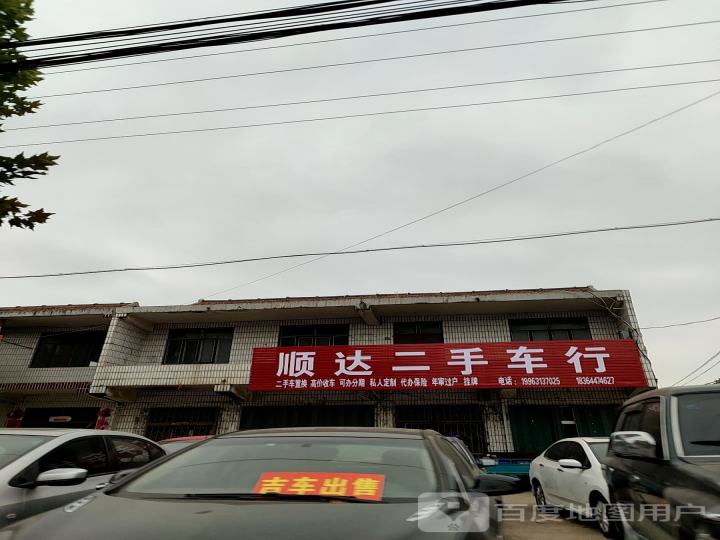 顺达二手车行
二手车置换 高价收车 可办分期 私人定制 代办保险 年审过户 挂牌 电话：19963137025 18364474627
吉车出售
百度地图用户